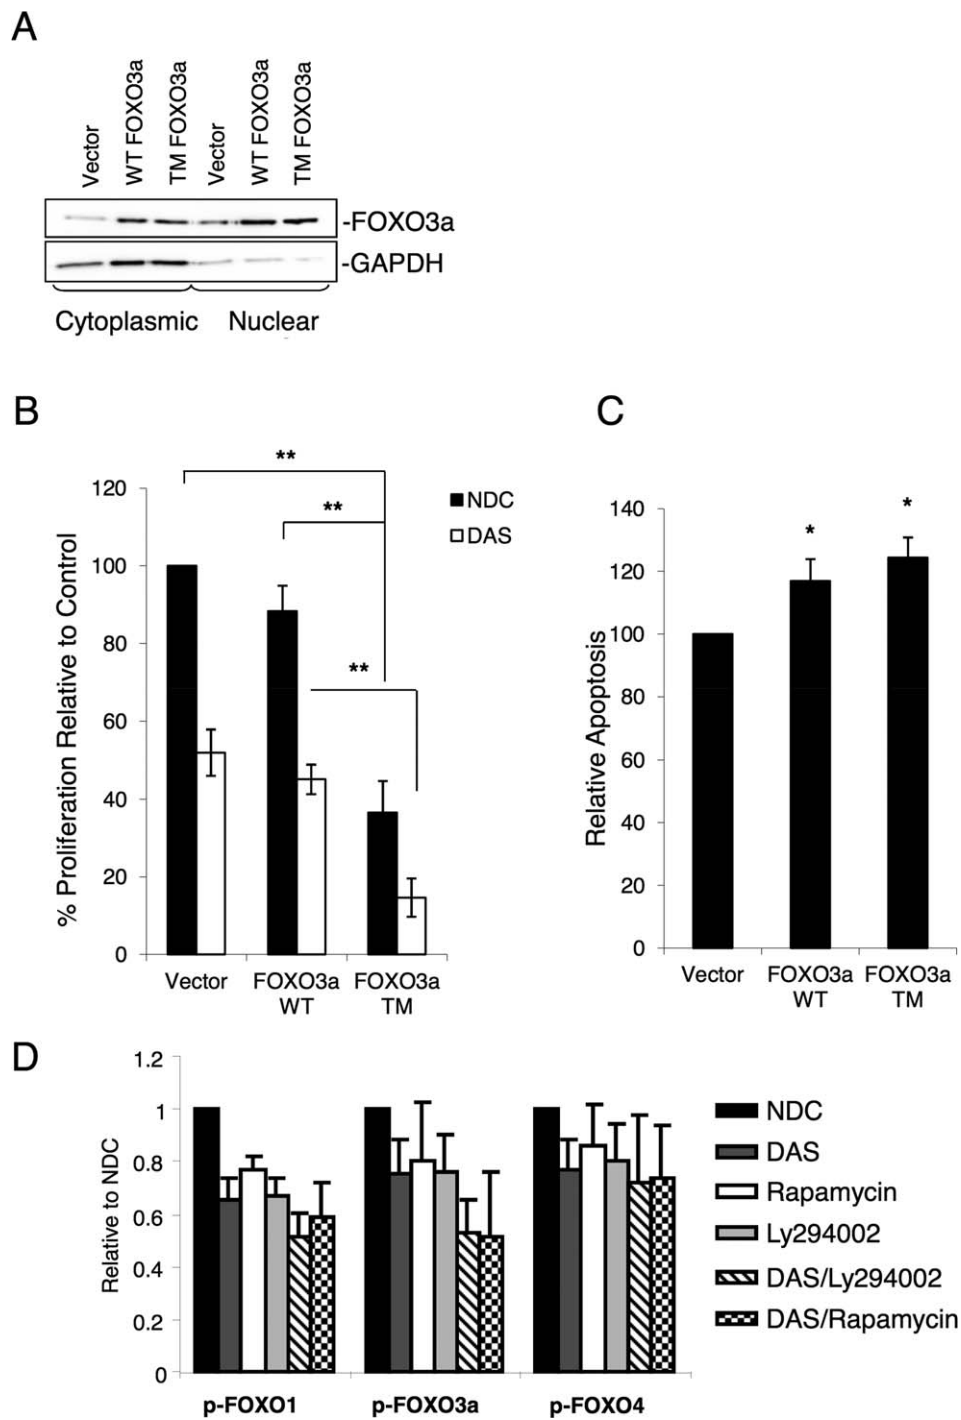 A
Vector
WT FOXO3a
TM FOXO3a
Vector
WT FOXO3a
TM FOXO3a
-FOXO3a
-GAPDH
Cytoplasmic
Nuclear
B
**
**
**
NDC
DAS
% Proliferation Relative to Control
120
100
80
60
40
20
0
Vector
FOXO3a
WT
FOXO3a
TM
C
*
*
Relative Apoptosis
140
120
100
80
60
40
20
0
Vector
FOXO3a
WT
FOXO3a
TM
D
Relative to NDC
1.2
1
0.8
0.6
0.4
0.2
0
p-FOXO1
p-FOXO3a
p-FOXO4
NDC
DAS
Rapamycin
Ly294002
DAS/Ly294002
DAS/Rapamycin